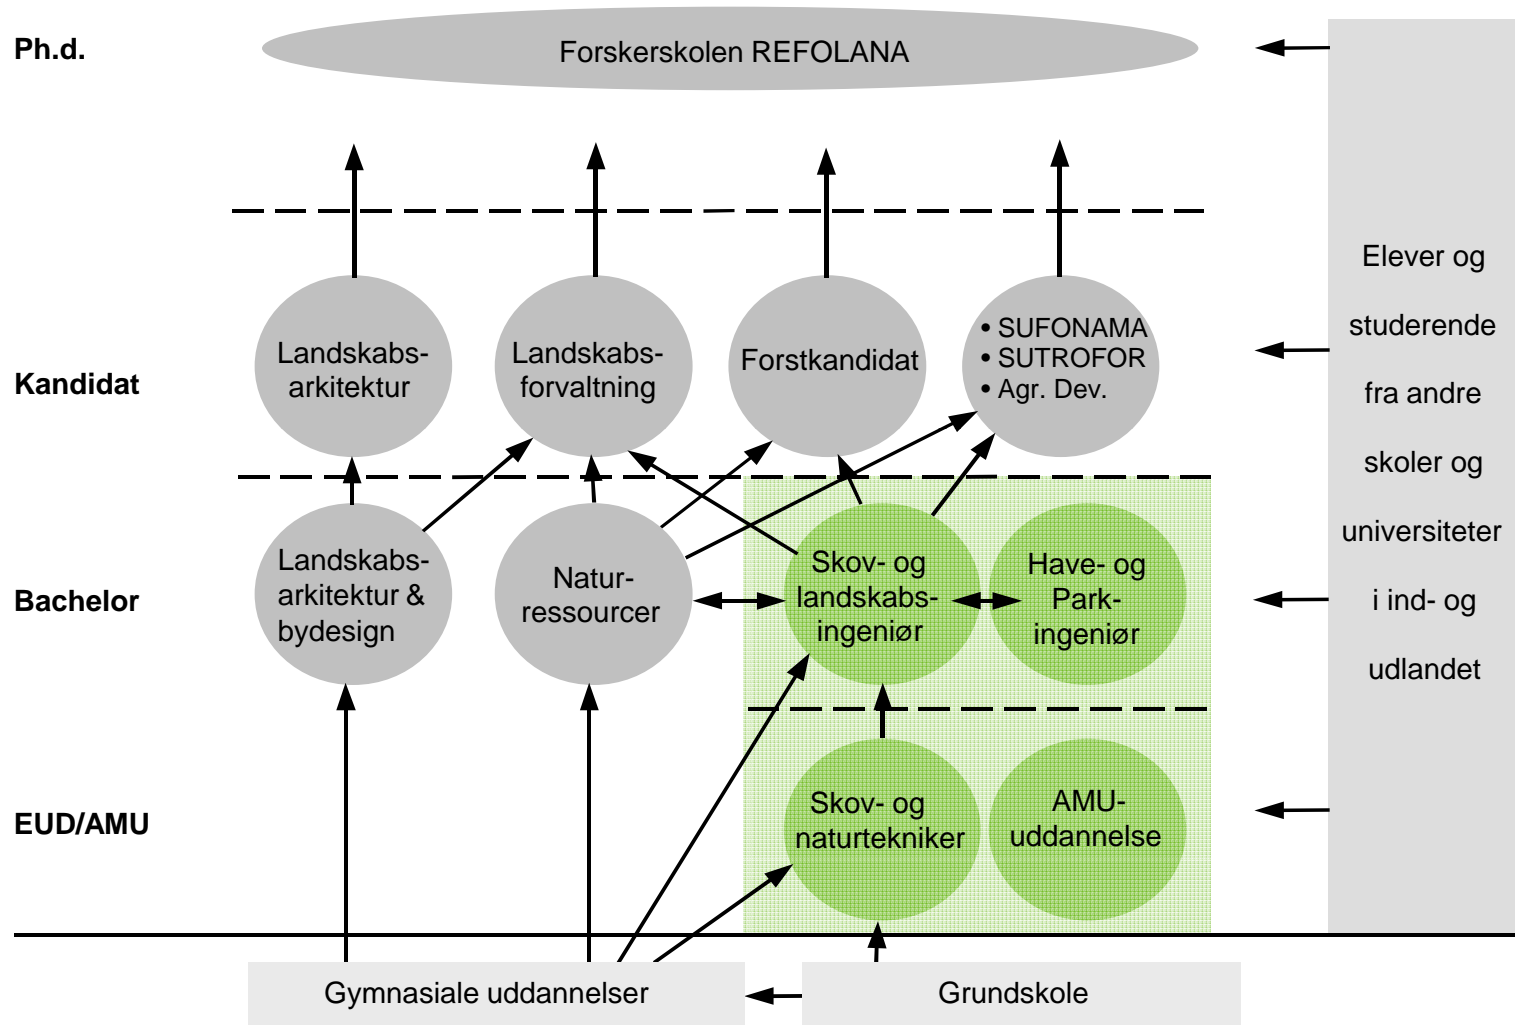 Ph.d.
Forskerskolen REFOLANA
Kandidat
Landskabs-
arkitektur
Landskabs-
forvaltning
Forstkandidat
• SUFONAMA
• SUTROFOR
• Agr. Dev.
Bachelor
Landskabs-
arkitektur &
bydesign
Natur-
ressourcer
Skov- og
landskabs-
ingeniør
Have- og
Park-
ingeniør
EUD/AMU
Skov- og
naturtekniker
AMU-
uddannelse
Gymnasiale uddannelser
Grundskole
Elever og
studerende
fra andre
skoler og
universiteter
i ind- og
udlandet